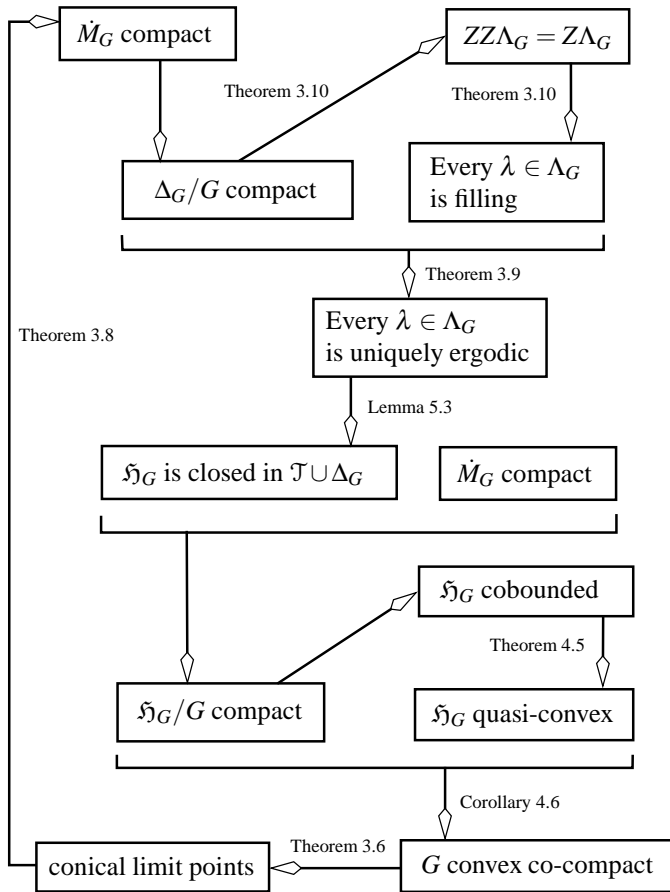 Ṁ_G compact
ZZΛ_G = ZΛ_G
Theorem 3.10
Theorem 3.10
Δ_G/G compact
Every λ ∈ Λ_G
is filling
Theorem 3.9
Every λ ∈ Λ_G
is uniquely ergodic
Theorem 3.8
Lemma 5.3
ℌ_G is closed in 𝒯 ∪ Δ_G
Ṁ_G compact
ℌ_G cobounded
Theorem 4.5
ℌ_G/G compact
ℌ_G quasi-convex
Corollary 4.6
Theorem 3.6
conical limit points
G convex co-compact